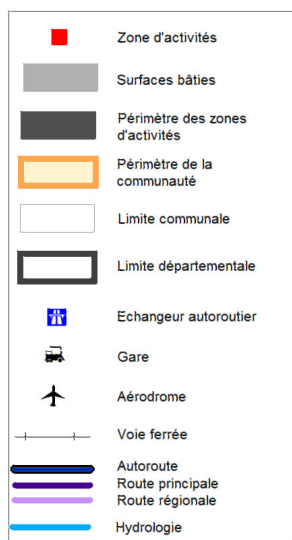 Zone d'activités
Surfaces bâties
Périmètre des zones
d'activités
Périmètre de la
communauté
Limite communale
Limite départementale
Echangeur autoroutier
Gare
Aérodrome
Voie ferrée
Autoroute
Route principale
Route régionale
Hydrologie